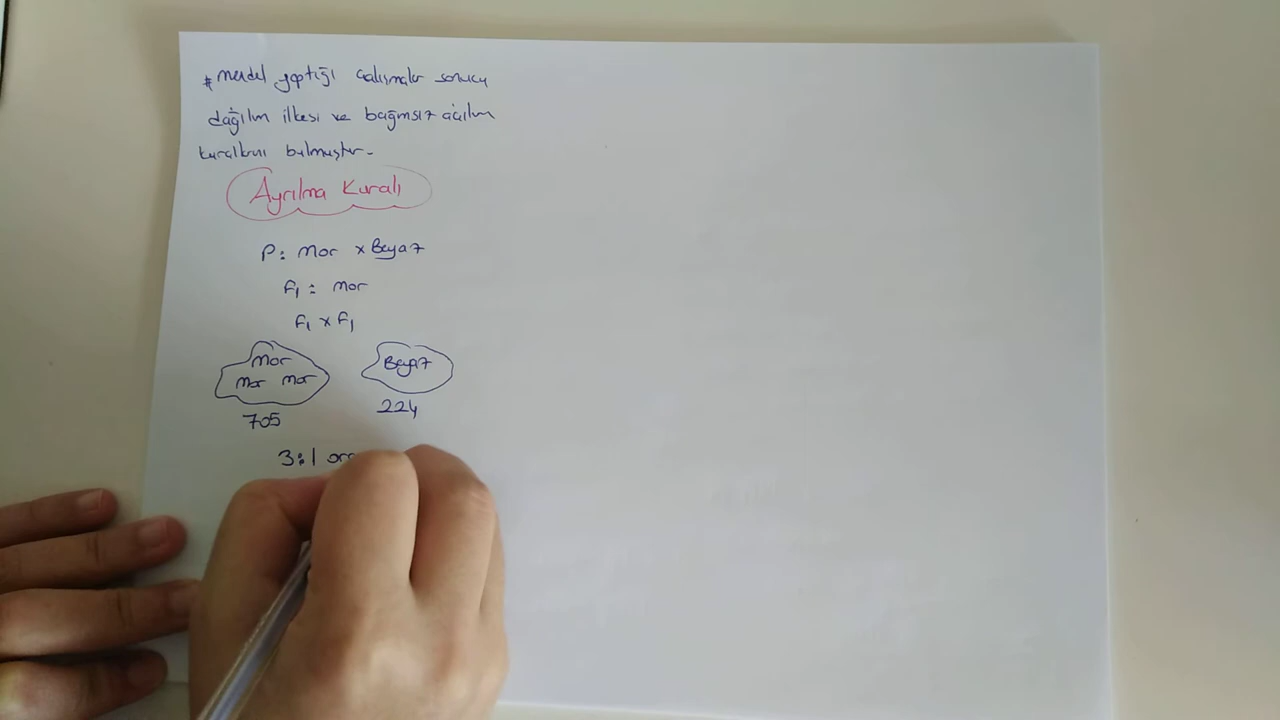 * Mendel yaptığı çalışmalar sonucu
dağılım ilkesi ve bağımsız açılım
kurallarını bulmuştur.
Ayrılma Kuralı
P: Mor x Beyaz
F1 : Mor
F1 x F1
Mor
Mor Mor
Beyaz
705
224
3:1